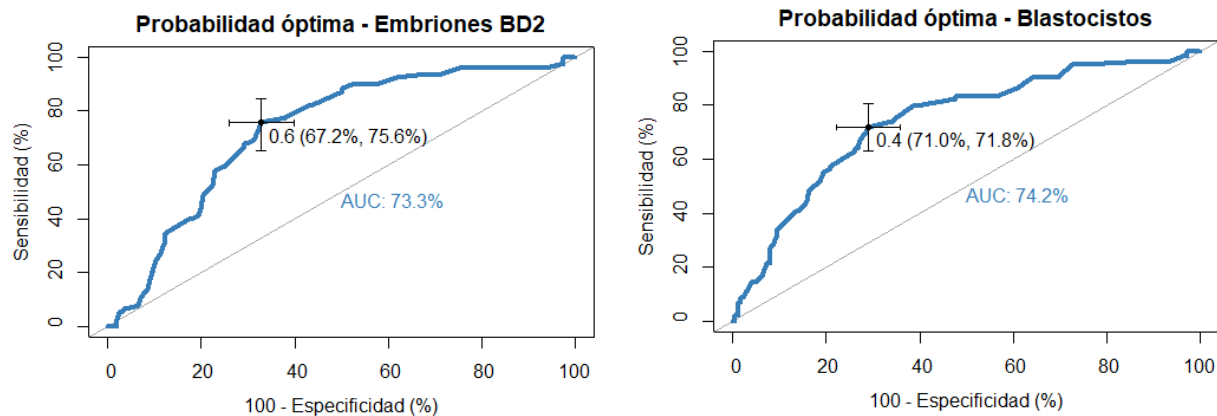 Probabilidad óptima - Embriones BD2
Sensibilidad (%)
0 20 40 60 80 100
0.6 (67.2%, 75.6%)
AUC: 73.3%
0 20 40 60 80 100
100 - Especificidad (%)
Probabilidad óptima - Blastocistos
Sensibilidad (%)
0 20 40 60 80 100
0.4 (71.0%, 71.8%)
AUC: 74.2%
0 20 40 60 80 100
100 - Especificidad (%)